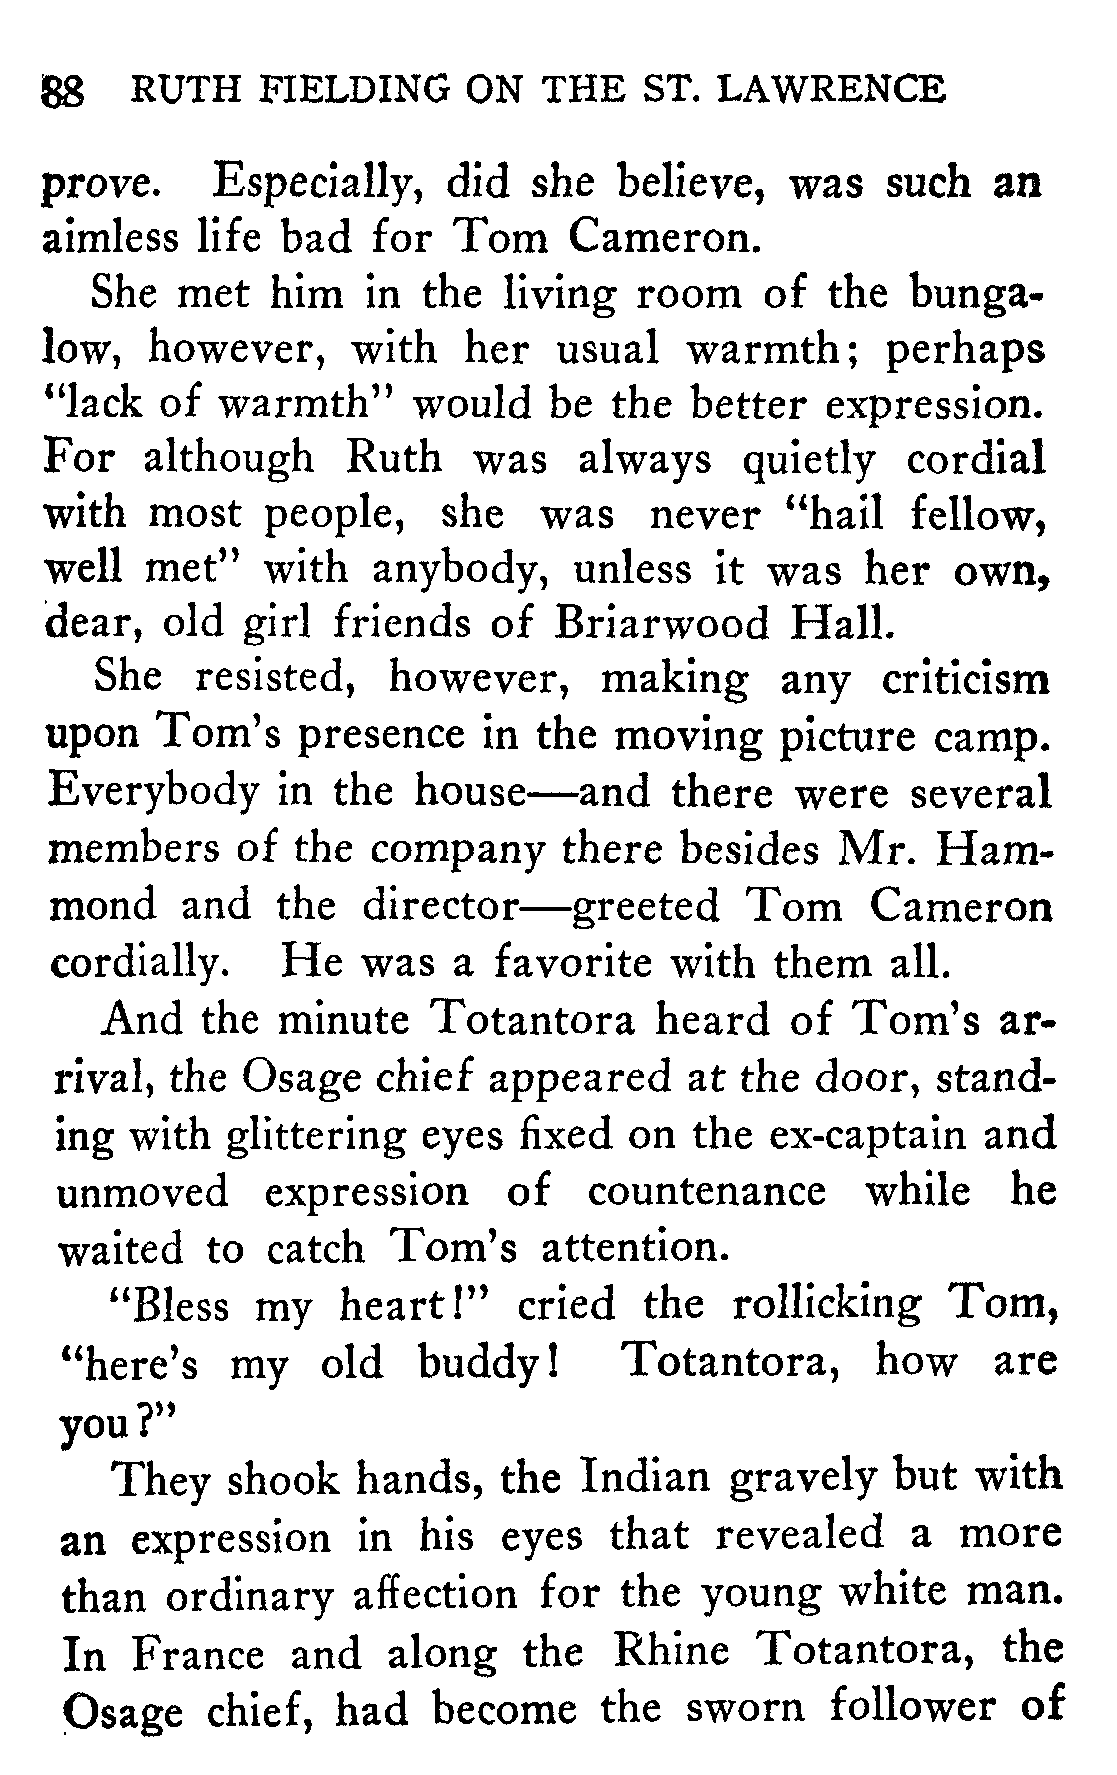 88 RUTH FIELDING ON THE ST. LAWRENCE
prove. Especially, did she believe, was such an
aimless life bad for Tom Cameron.
She met him in the living room of the bunga-
low, however, with her usual warmth; perhaps
"lack of warmth" would be the better expression.
For although Ruth was always quietly cordial
with most people, she was never "hail fellow,
well met" with anybody, unless it was her own,
dear, old girl friends of Briarwood Hall.
She resisted, however, making any criticism
upon Tom's presence in the moving picture camp.
Everybody in the house—and there were several
members of the company there besides Mr. Ham-
mond and the director—greeted Tom Cameron
cordially. He was a favorite with them all.
And the minute Totantora heard of Tom's ar-
rival, the Osage chief appeared at the door, stand-
ing with glittering eyes fixed on the ex-captain and
unmoved expression of countenance while he
waited to catch Tom's attention.
"Bless my heart!" cried the rollicking Tom,
"here's my old buddy! Totantora, how are
you?"
They shook hands, the Indian gravely but with
an expression in his eyes that revealed a more
than ordinary affection for the young white man.
In France and along the Rhine Totantora, the
Osage chief, had become the sworn follower of